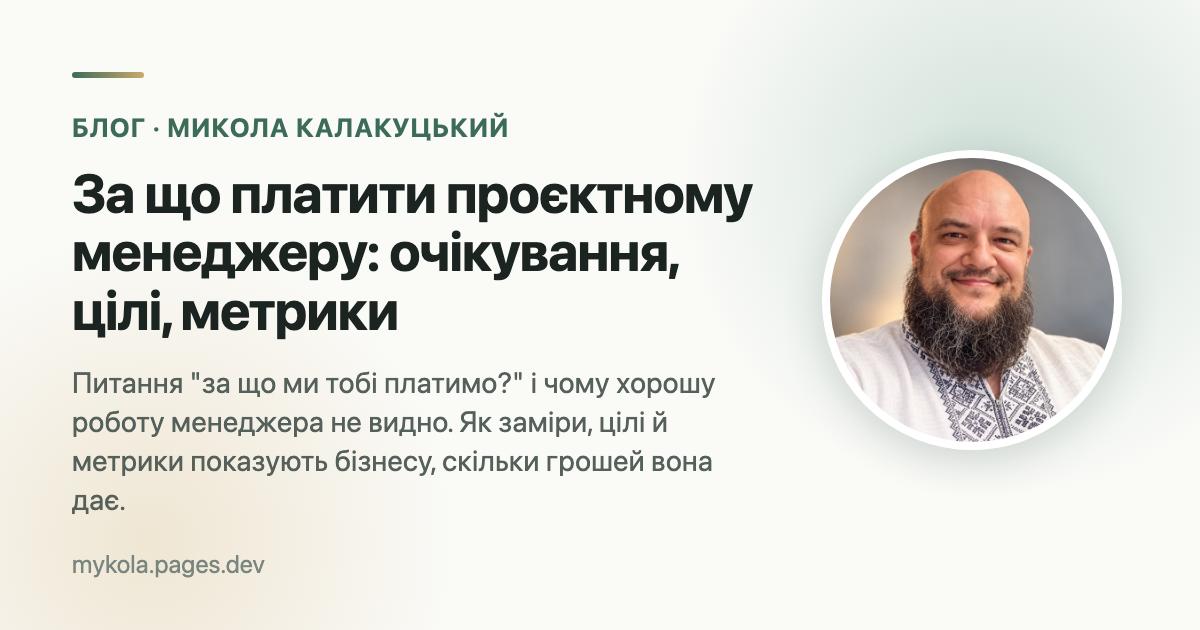 БЛОГ · МИКОЛА КАЛАКУЦЬКИЙ
За що платити проєктному
менеджеру: очікування,
цілі, метрики
Питання "за що ми тобі платимо?" і чому хорошу
роботу менеджера не видно. Як заміри, цілі й
метрики показують бізнесу, скільки грошей вона
дає.
mykola.pages.dev